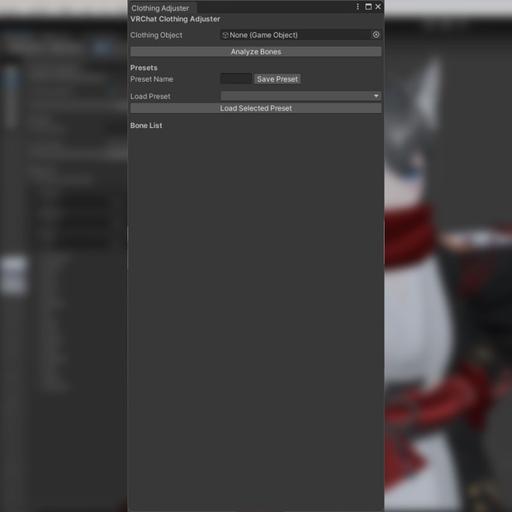 Clothing Adjuster
VRChat Clothing Adjuster
Clothing Object None (Game Object)
Analyze Bones
Presets
Preset Name Save Preset
Load Preset
Load Selected Preset
Bone List